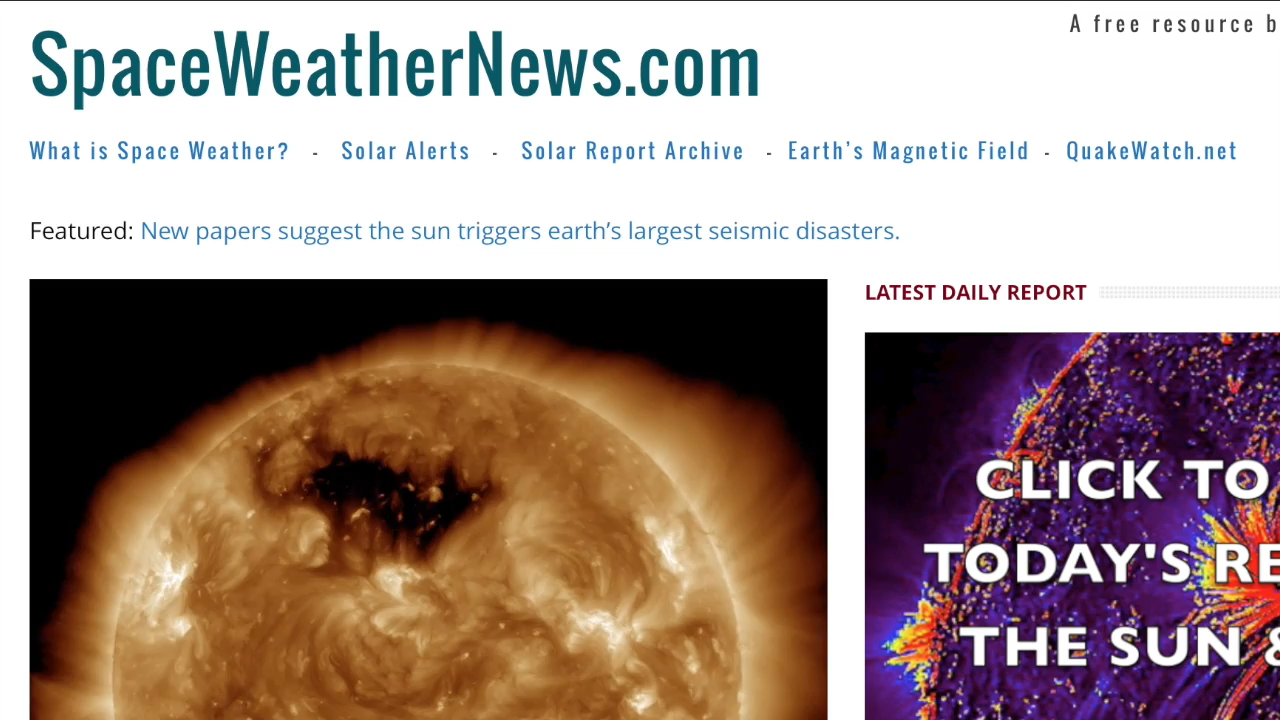 A free resource b
SpaceWeatherNews.com
What is Space Weather? - Solar Alerts - Solar Report Archive - Earth’s Magnetic Field - QuakeWatch.net
Featured: New papers suggest the sun triggers earth’s largest seismic disasters.
LATEST DAILY REPORT
CLICK TO
TODAY'S RE
THE SUN &